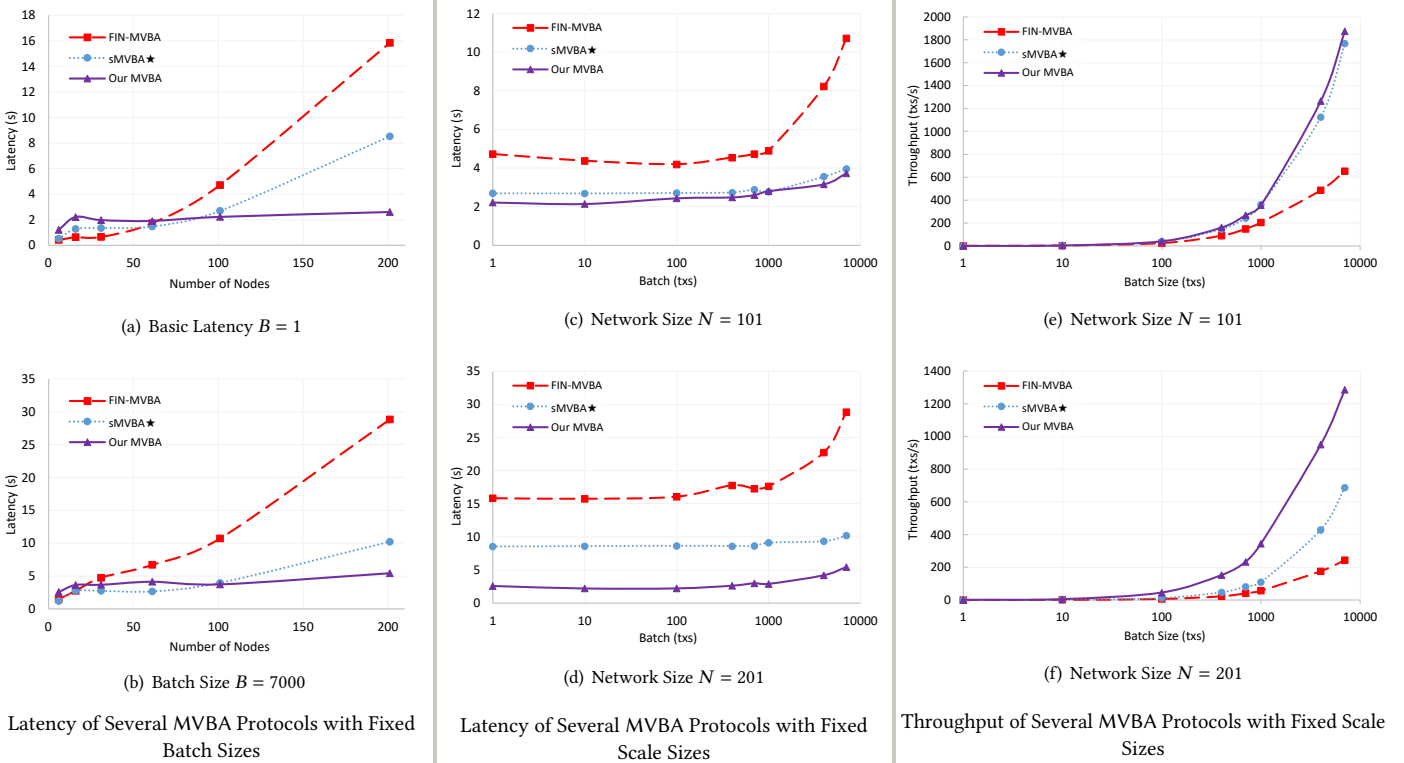 18
16
14
12
10
8
6
4
2
0
Latency (s)
FIN-MVBA
sMVBA★
Our MVBA
0 50 100 150 200
Number of Nodes
(a) Basic Latency B = 1
35
30
25
20
15
10
5
0
Latency (s)
FIN-MVBA
sMVBA★
Our MVBA
0 50 100 150 200
Number of Nodes
(b) Batch Size B = 7000
Latency of Several MVBA Protocols with Fixed
Batch Sizes
12
10
8
6
4
2
0
Latency (s)
FIN-MVBA
sMVBA★
Our MVBA
1 10 100 1000 10000
Batch (txs)
(c) Network Size N = 101
35
30
25
20
15
10
5
0
Latency (s)
FIN-MVBA
sMVBA★
Our MVBA
1 10 100 1000 10000
Batch (txs)
(d) Network Size N = 201
Latency of Several MVBA Protocols with Fixed
Scale Sizes
2000
1800
1600
1400
1200
1000
800
600
400
200
0
Throughput (txs/s)
FIN-MVBA
sMVBA★
Our MVBA
1 10 100 1000 10000
Batch Size (txs)
(e) Network Size N = 101
1400
1200
1000
800
600
400
200
0
Throughput (txs/s)
FIN-MVBA
sMVBA★
Our MVBA
1 10 100 1000 10000
Batch Size (txs)
(f) Network Size N = 201
Throughput of Several MVBA Protocols with Fixed Scale
Sizes